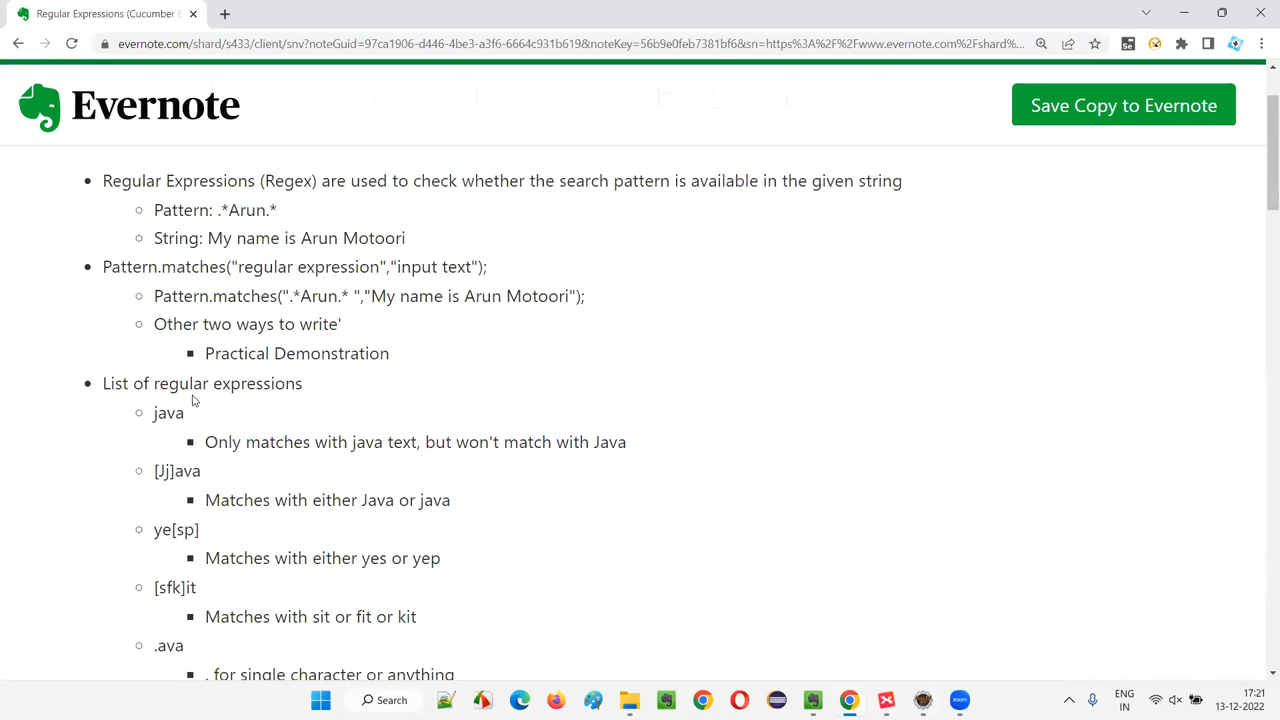 Regular Expressions (Cucumber E
evernote.com/shard/s433/client/snv?noteGuid=97ca1906-d446-1be3-a3f6-6664c931b619&noteKey=56b9e0feb7381bf6&sn=https%3A%2F%2Fwww.evernote.com%2Fshard%...
Evernote
Save Copy to Evernote
• Regular Expressions (Regex) are used to check whether the search pattern is available in the given string
○ Pattern: .*Arun.*
○ String: My name is Arun Motoori
• Pattern.matches("regular expression","input text");
○ Pattern.matches(".*Arun.* ","My name is Arun Motoori");
○ Other two ways to write'
■ Practical Demonstration
• List of regular expressions
○ java
■ Only matches with java text, but won't match with Java
○ [Jj]ava
■ Matches with either Java or java
○ ye[sp]
■ Matches with either yes or yep
○ [sfk]it
■ Matches with sit or fit or kit
○ .ava
■ . for single character or anything
Search
ENG
IN
17:21
13-12-2022